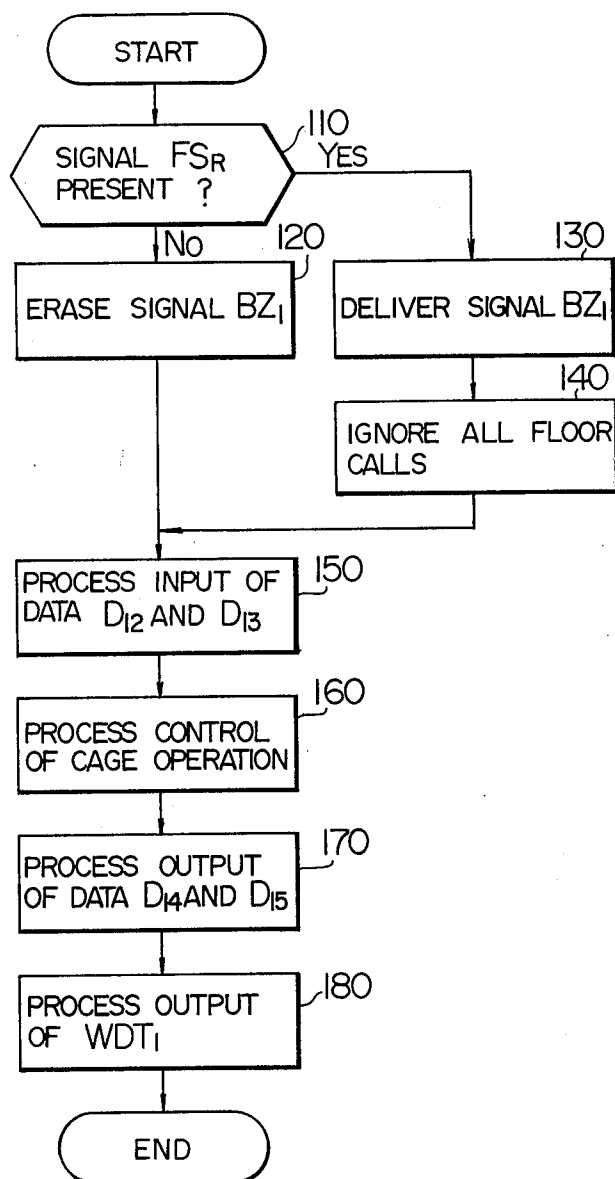 START
110
SIGNAL FSR
PRESENT ?
YES
No
120
ERASE SIGNAL BZ1
130
DELIVER SIGNAL BZ1
140
IGNORE ALL FLOOR
CALLS
150
PROCESS INPUT OF
DATA D12 AND D13
160
PROCESS CONTROL
OF CAGE OPERATION
170
PROCESS OUTPUT
OF DATA D14 AND D15
180
PROCESS OUTPUT
OF WDT1
END